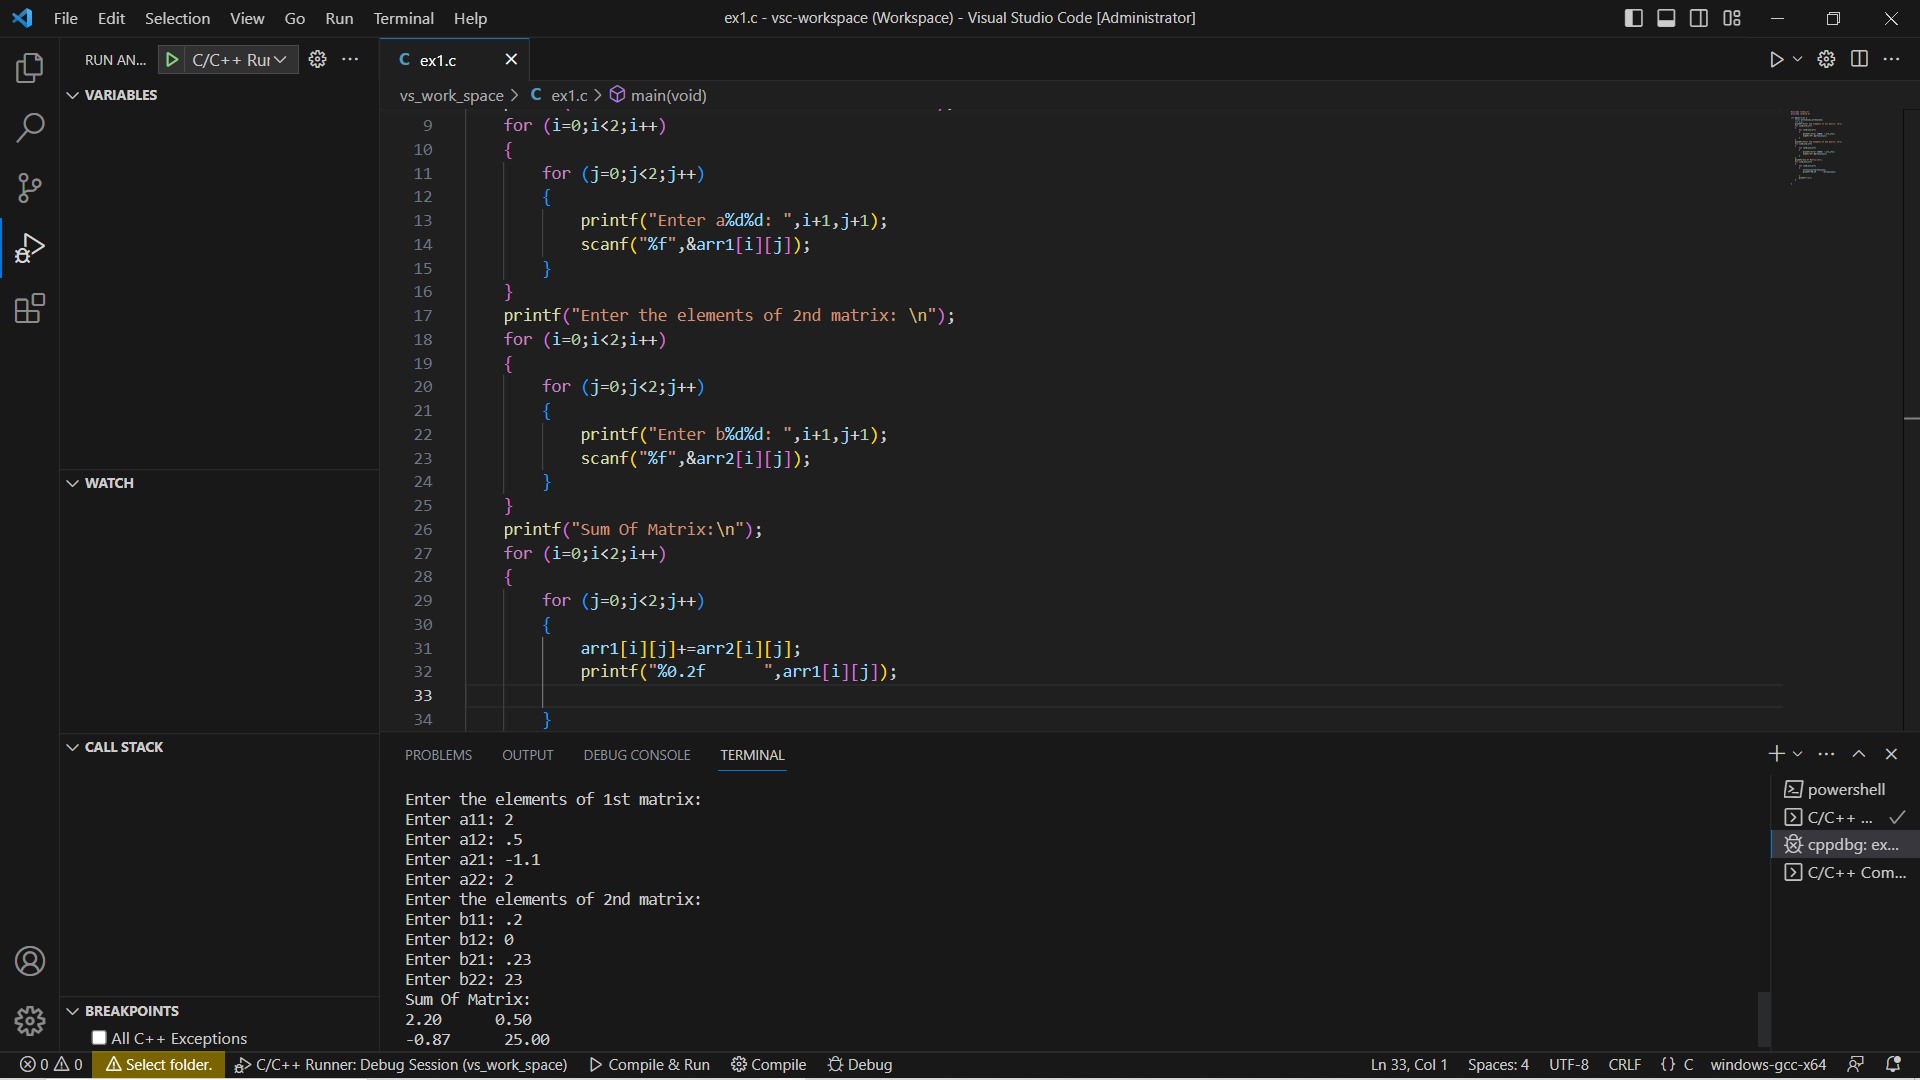 File Edit Selection View Go Run Terminal Help
ex1.c - vsc-workspace (Workspace) - Visual Studio Code [Administrator]
RUN AN... C/C++ Rur
ex1.c
vs_work_space > C ex1.c > main(void)
VARIABLES
WATCH
CALL STACK
BREAKPOINTS
All C++ Exceptions
9 for (i=0;i<2;i++)
10 {
11 for (j=0;j<2;j++)
12 {
13 printf("Enter a%d%d: ",i+1,j+1);
14 scanf("%f",&arr1[i][j]);
15 }
16 }
17 printf("Enter the elements of 2nd matrix: \n");
18 for (i=0;i<2;i++)
19 {
20 for (j=0;j<2;j++)
21 {
22 printf("Enter b%d%d: ",i+1,j+1);
23 scanf("%f",&arr2[i][j]);
24 }
25 }
26 printf("Sum Of Matrix:\n");
27 for (i=0;i<2;i++)
28 {
29 for (j=0;j<2;j++)
30 {
31 arr1[i][j]+=arr2[i][j];
32 printf("%0.2f      ",arr1[i][j]);
33
34 }
PROBLEMS OUTPUT DEBUG CONSOLE TERMINAL
Enter the elements of 1st matrix:
Enter a11: 2
Enter a12: .5
Enter a21: -1.1
Enter a22: 2
Enter the elements of 2nd matrix:
Enter b11: .2
Enter b12: 0
Enter b21: .23
Enter b22: 23
Sum Of Matrix:
2.20      0.50
-0.87      25.00
powershell
C/C++ ...
cppdbg: ex...
C/C++ Com...
0 0 Select folder. C/C++ Runner: Debug Session (vs_work_space) Compile & Run Compile Debug Ln 33, Col 1 Spaces: 4 UTF-8 CRLF {} C windows-gcc-x64